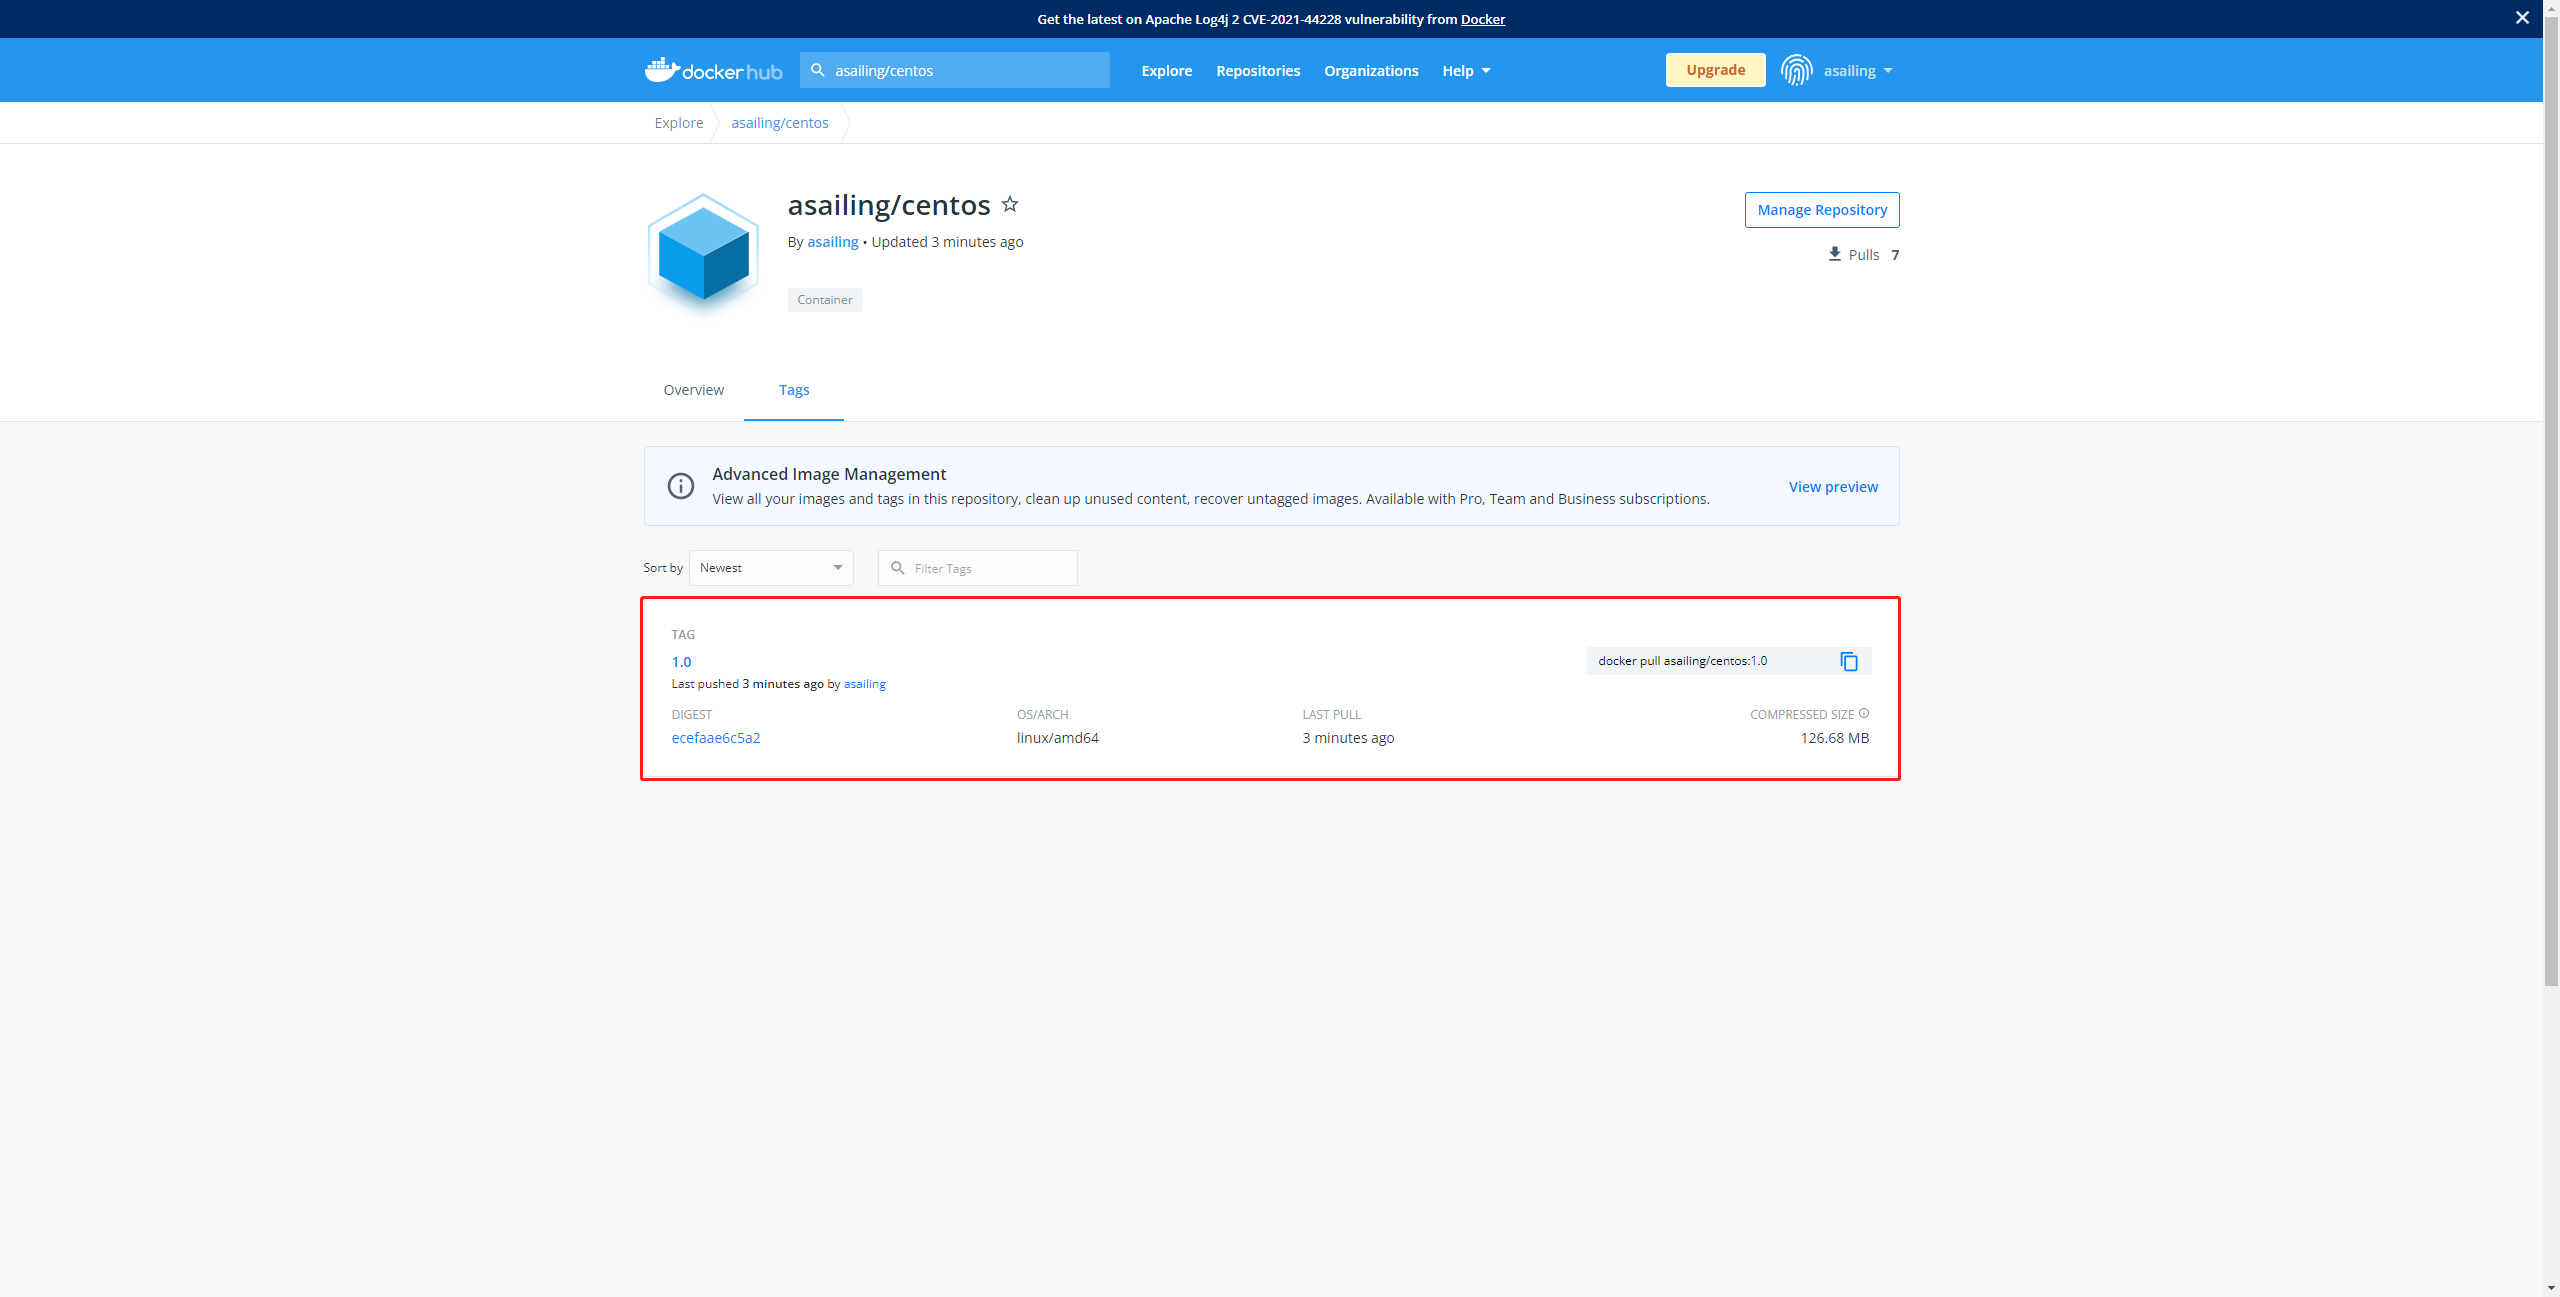 Get the latest on Apache Log4j 2 CVE-2021-44228 vulnerability from Docker
docker hub
asailing/centos
Explore
Repositories
Organizations
Help
Upgrade
asailing
Explore
asailing/centos
asailing/centos
Manage Repository
By asailing • Updated 3 minutes ago
Pulls 7
Container
Overview
Tags
Advanced Image Management
View all your images and tags in this repository, clean up unused content, recover untagged images. Available with Pro, Team and Business subscriptions.
View preview
Sort by
Newest
Filter Tags
TAG
1.0
docker pull asailing/centos:1.0
Last pushed 3 minutes ago by asailing
DIGEST
OS/ARCH
LAST PULL
COMPRESSED SIZE
ecefaae6c5a2
linux/amd64
3 minutes ago
126.68 MB